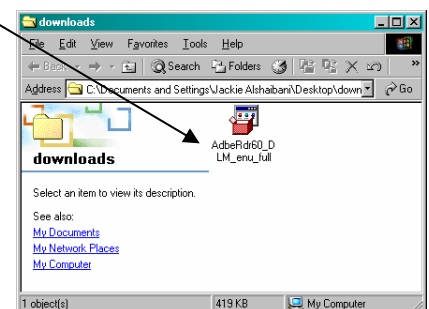 downloads
File Edit View Favorites Tools Help
Back Search Folders »
Address C:\Documents and Settings\Jackie Alshaibani\Desktop\down Go
downloads
Select an item to view its description.
See also:
My Documents
My Network Places
My Computer
AdbeRdr60_D
LM_enu_full
1 object(s) 419 KB My Computer